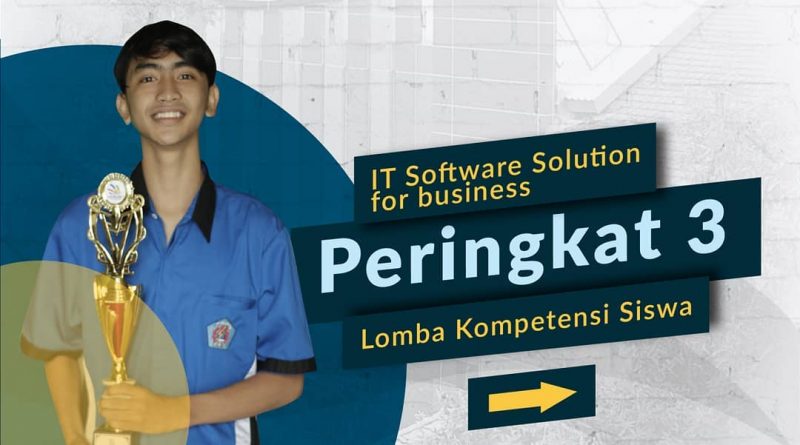 IT Software Solution
for business
Peringkat 3
Lomba Kompetensi Siswa